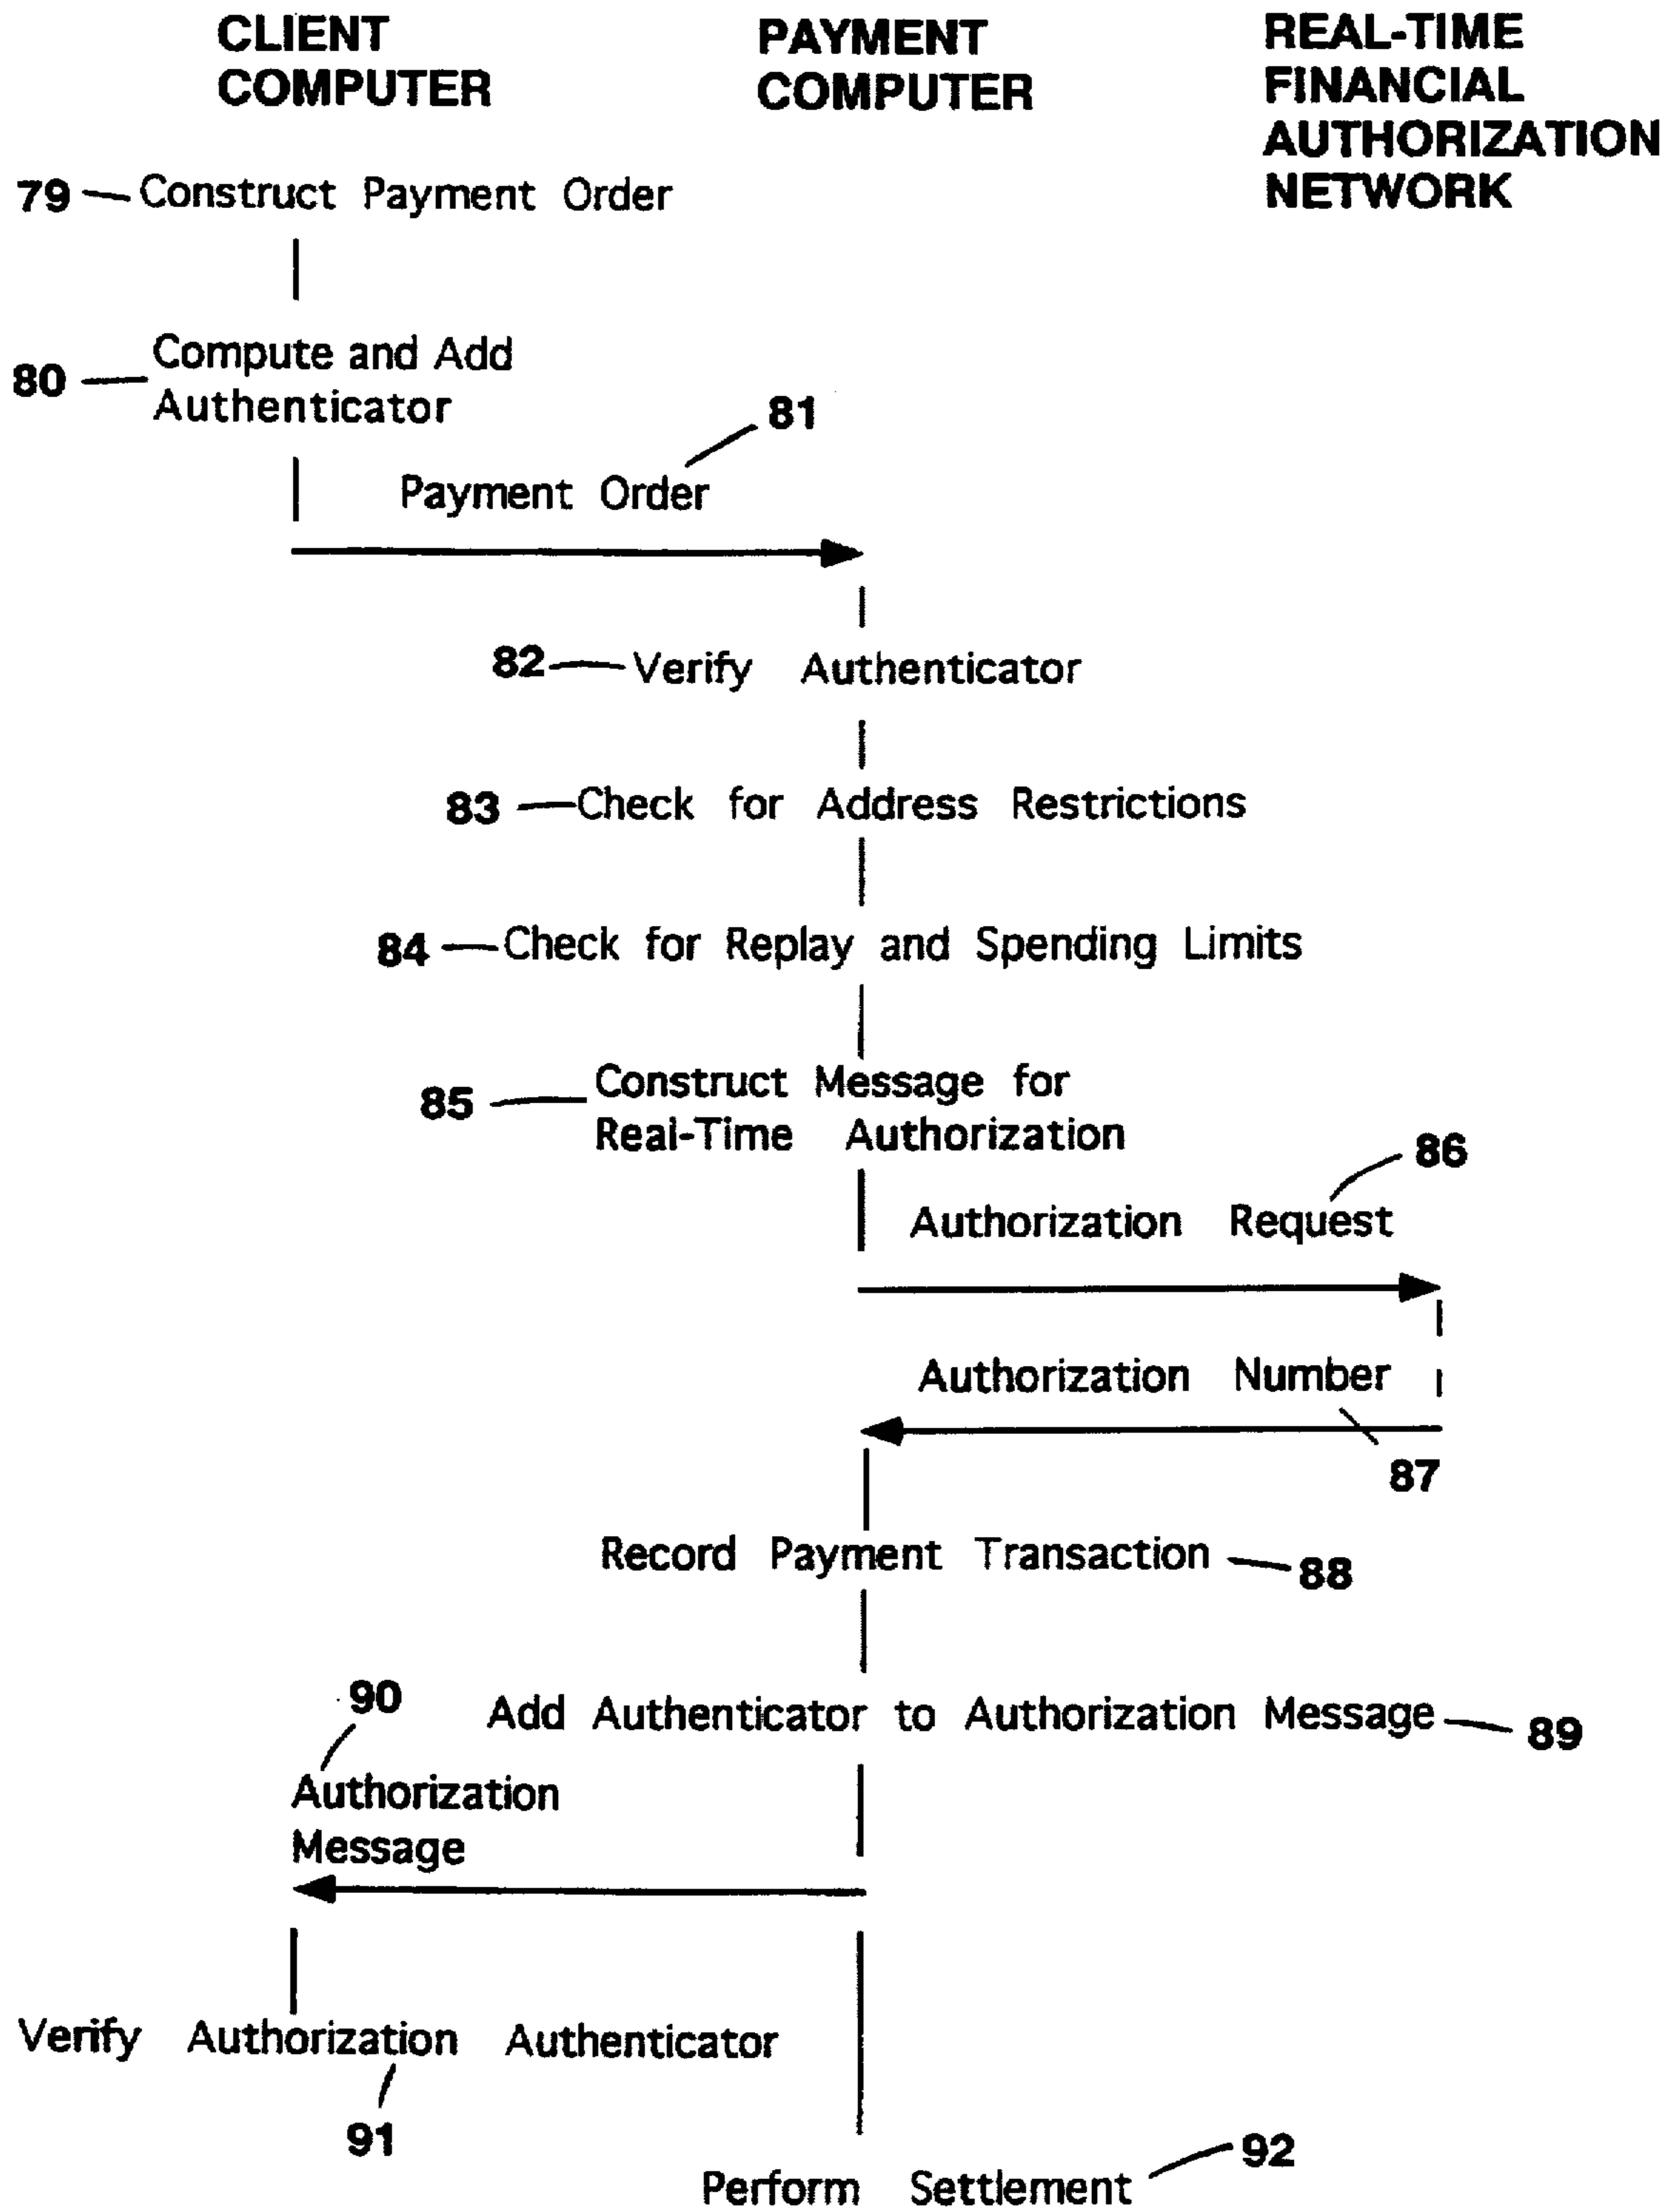 CLIENT
COMPUTER
PAYMENT
COMPUTER
REAL-TIME
FINANCIAL
AUTHORIZATION
NETWORK
79 Construct Payment Order
80 Compute and Add
Authenticator
81
Payment Order
82 Verify Authenticator
83 Check for Address Restrictions
84 Check for Replay and Spending Limits
85 Construct Message for
Real-Time Authorization
86
Authorization Request
Authorization Number
87
Record Payment Transaction 88
90
Add Authenticator to Authorization Message 89
Authorization
Message
Verify Authorization Authenticator
91
92
Perform Settlement